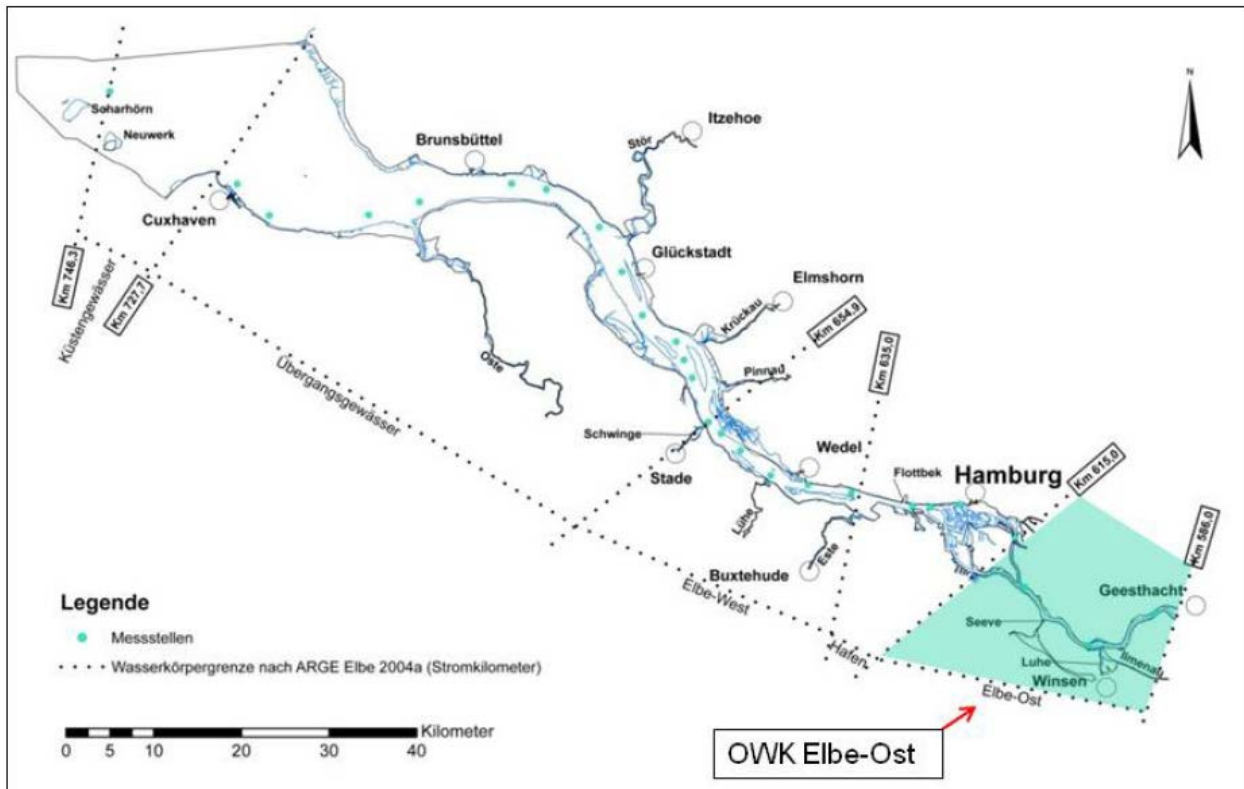 N
Scharhörn
Neuwerk
Cuxhaven
Brunsbüttel
Itzehoe
Stör
Glückstadt
Elmshorn
Krückau
Km 654,9
Km 635,0
Pinnau
Km 746,3
Küstengewässer
Km 727,7
Oste
Übergangsgewässer
Schwinge
Stade
Wedel
Flottbek
Hamburg
Km 615,0
Km 586,0
Lühe
Este
Buxtehude
Elbe-West
Hafen
Geesthacht
Seeve
Luhe
Ilmenau
Winsen
Elbe-Ost
Legende
Messstellen
Wasserkörpergrenze nach ARGE Elbe 2004a (Stromkilometer)
Kilometer
0 5 10 20 30 40
OWK Elbe-Ost